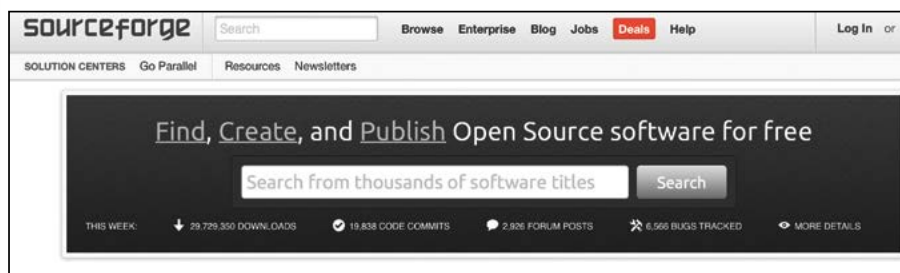 sourceforge Search Browse Enterprise Blog Jobs Deals Help Log In or
SOLUTION CENTERS Go Parallel Resources Newsletters
Find, Create, and Publish Open Source software for free
Search from thousands of software titles Search
THIS WEEK: 29,729,350 DOWNLOADS 19,838 CODE COMMITS 2,926 FORUM POSTS 6,566 BUGS TRACKED MORE DETAILS